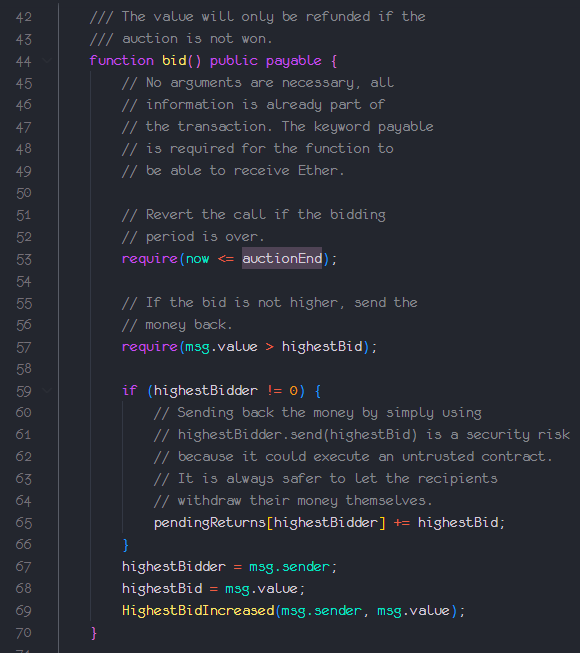 42 /// The value will only be refunded if the
43 /// auction is not won.
44 function bid() public payable {
45 // No arguments are necessary, all
46 // information is already part of
47 // the transaction. The keyword payable
48 // is required for the function to
49 // be able to receive Ether.
50
51 // Revert the call if the bidding
52 // period is over.
53 require(now <= auctionEnd);
54
55 // If the bid is not higher, send the
56 // money back.
57 require(msg.value > highestBid);
58
59 if (highestBidder != 0) {
60 // Sending back the money by simply using
61 // highestBidder.send(highestBid) is a security risk
62 // because it could execute an untrusted contract.
63 // It is always safer to let the recipients
64 // withdraw their money themselves.
65 pendingReturns[highestBidder] += highestBid;
66 }
67 highestBidder = msg.sender;
68 highestBid = msg.value;
69 HighestBidIncreased(msg.sender, msg.value);
70 }